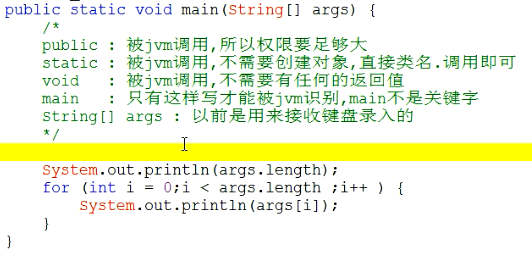 public static void main(String[] args) {
/*
public : 被jvm调用,所以权限要足够大
static : 被jvm调用,不需要创建对象,直接类名.调用即可
void   : 被jvm调用,不需要有任何的返回值
main   : 只有这样写才能被jvm识别,main不是关键字
String[] args : 以前是用来接收键盘录入的
*/
System.out.println(args.length);
for (int i = 0;i < args.length ;i++ ) {
System.out.println(args[i]);
}
}